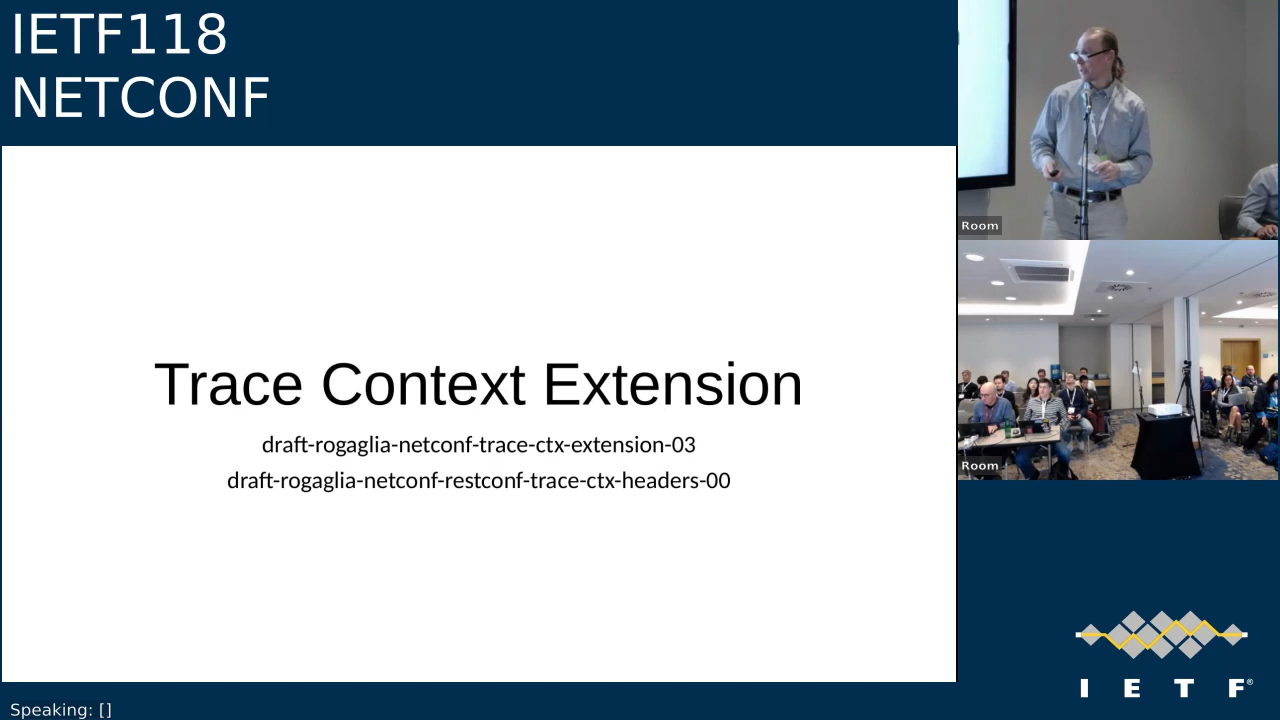 IETF118
NETCONF
Trace Context Extension
draft-rogaglia-netconf-trace-ctx-extension-03
draft-rogaglia-netconf-restconf-trace-ctx-headers-00
Room
Room
I E T F®
Speaking: []